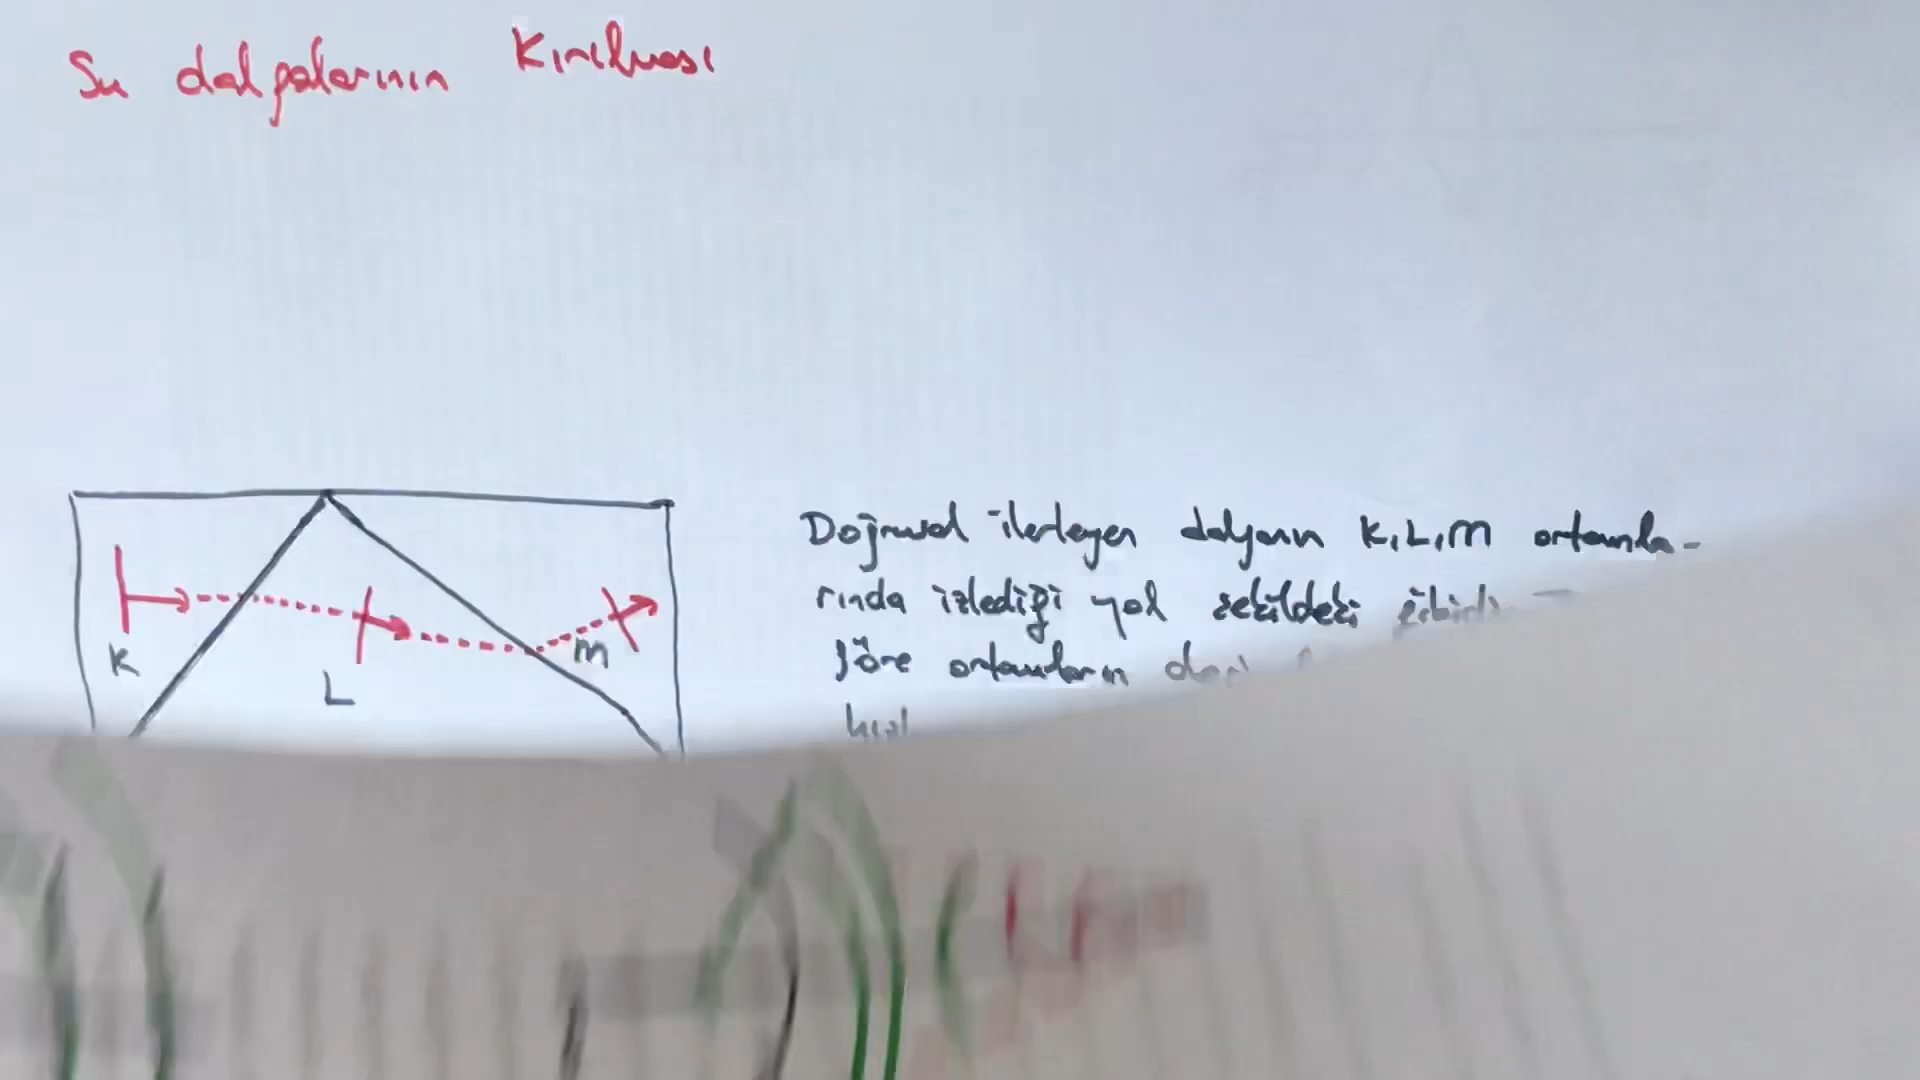 Su dalgalarının Kırılması
K
L
M
Doğrusal ilerleyen dalganın K, L, M ortamla-
rında izlediği yol şekildeki gibidir
göre ortamların